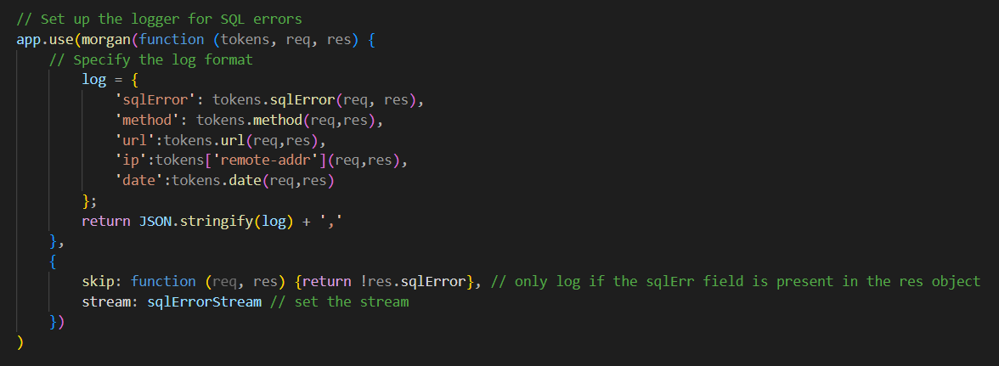 // Set up the logger for SQL errors
app.use(morgan(function (tokens, req, res) {
    // Specify the log format
        log = {
            'sqlError': tokens.sqlError(req, res),
            'method': tokens.method(req,res),
            'url':tokens.url(req,res),
            'ip':tokens['remote-addr'](req,res),
            'date':tokens.date(req,res)
        };
        return JSON.stringify(log) + ','
    },
    {
        skip: function (req, res) {return !res.sqlError}, // only log if the sqlErr field is present in the res object
        stream: sqlErrorStream // set the stream
    })
)